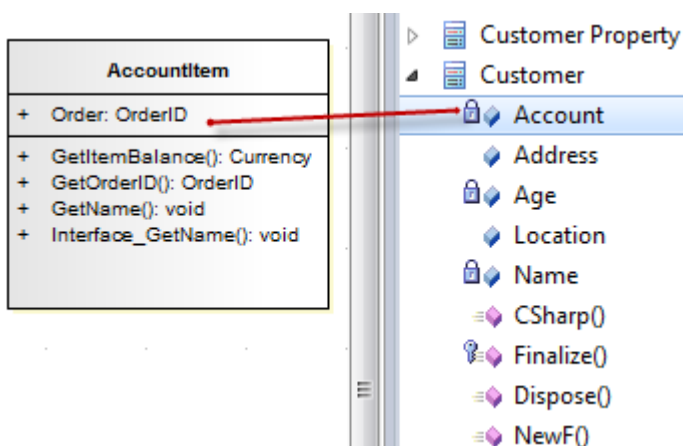 AccountItem
+ Order: OrderID
+ GetItemBalance(): Currency
+ GetOrderID(): OrderID
+ GetName(): void
+ Interface_GetName(): void
Customer Property
Customer
Account
Address
Age
Location
Name
CSharp()
Finalize()
Dispose()
NewF()